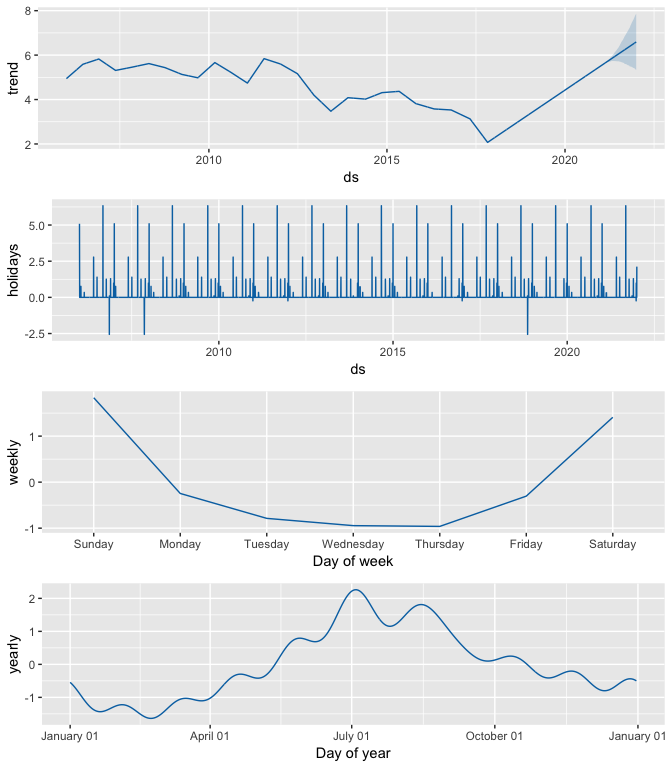 8
6
4
2
trend
2010 2015 2020
ds
5.0
2.5
0.0
-2.5
holidays
2010 2015 2020
ds
1
0
-1
weekly
Sunday Monday Tuesday Wednesday Thursday Friday Saturday
Day of week
2
1
0
-1
yearly
January 01 April 01 July 01 October 01 January 01
Day of year